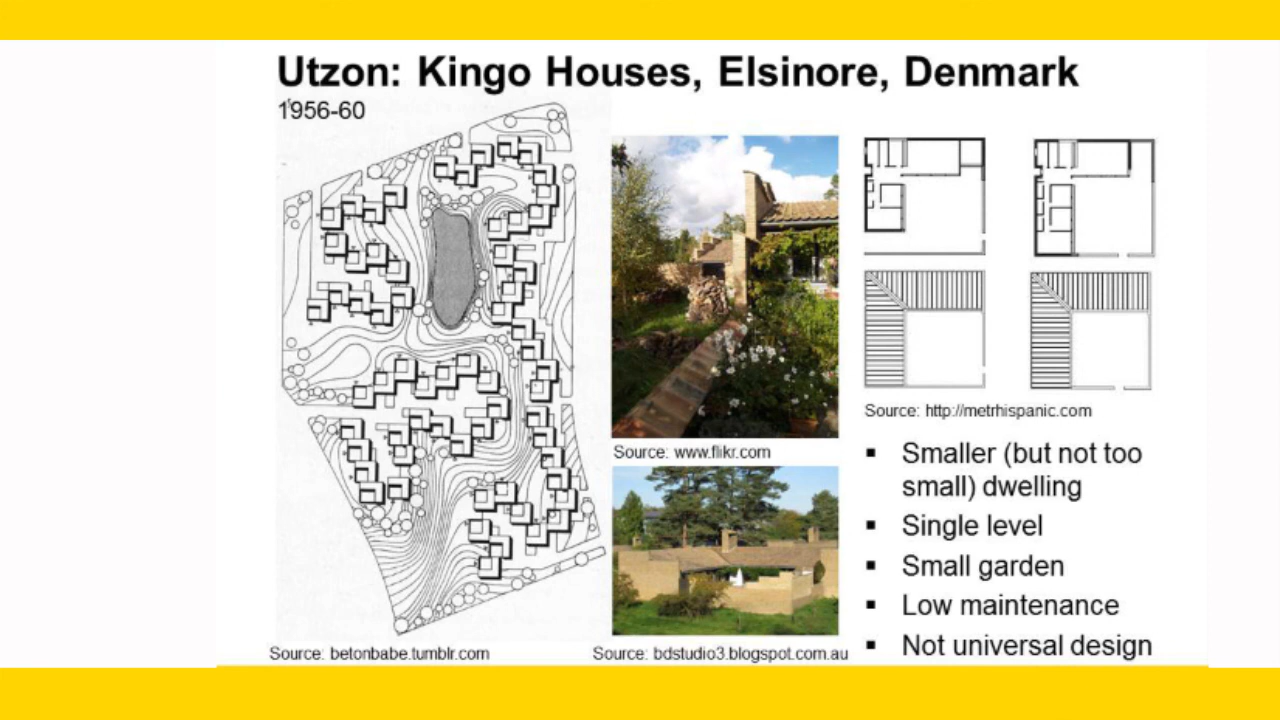 Utzon: Kingo Houses, Elsinore, Denmark
1956-60
Source: http://metrhispanic.com
Source: www.flikr.com
▪ Smaller (but not too
small) dwelling
▪ Single level
▪ Small garden
▪ Low maintenance
▪ Not universal design
Source: betonbabe.tumblr.com
Source: bdstudio3.blogspot.com.au